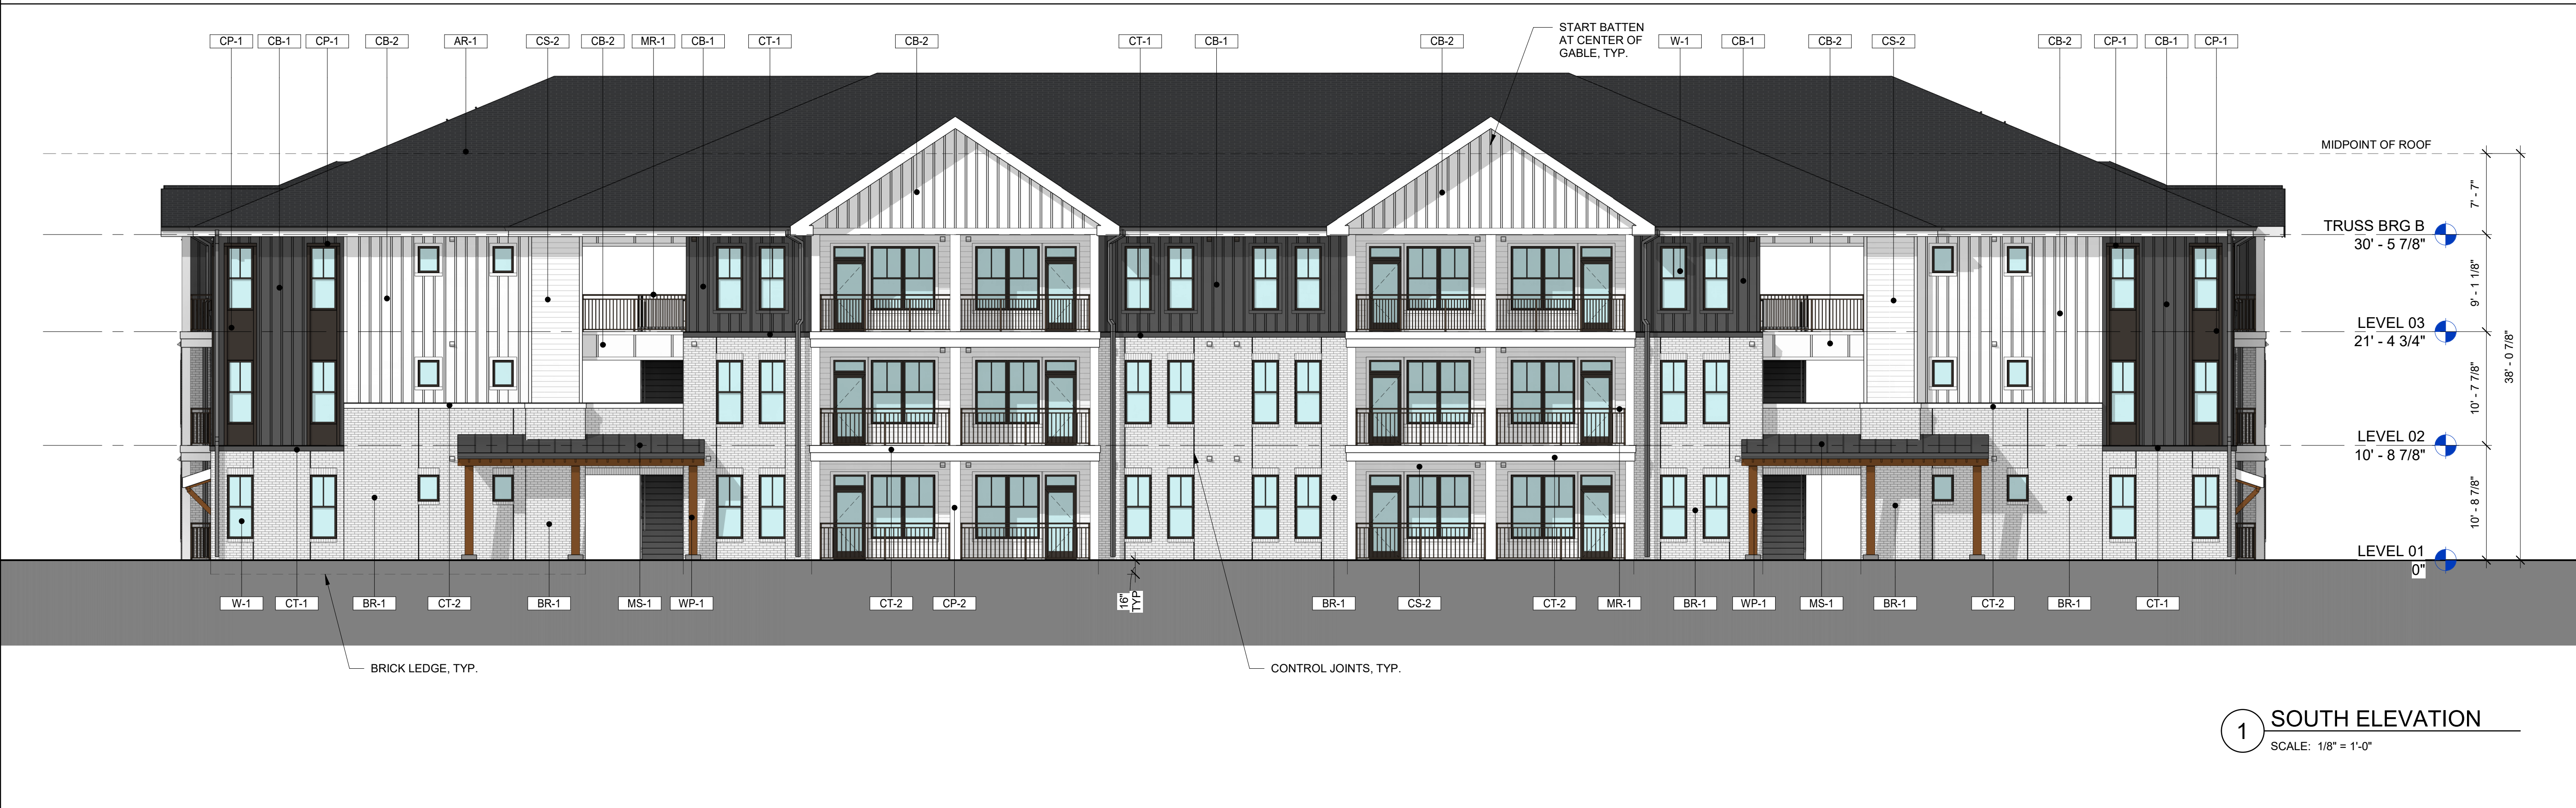 CP-1 CB-1 CP-1 CB-2 AR-1 CS-2 CB-2 MR-1 CB-1 CT-1 CB-2 CT-1 CB-1 CB-2 W-1 CB-1 CB-2 CS-2 CB-2 CP-1 CB-1 CP-1
START BATTEN
AT CENTER OF
GABLE, TYP.
MIDPOINT OF ROOF
7' - 7"
TRUSS BRG B
30' - 5 7/8"
9' - 1 1/8"
LEVEL 03
21' - 4 3/4"
38' - 0 7/8"
10' - 7 7/8"
LEVEL 02
10' - 8 7/8"
10' - 8 7/8"
LEVEL 01
0"
W-1 CT-1 BR-1 CT-2 BR-1 MS-1 WP-1 CT-2 CP-2
16"
TYP
BR-1 CS-2 CT-2 MR-1 BR-1 WP-1 MS-1 BR-1 CT-2 BR-1 CT-1
BRICK LEDGE, TYP.
CONTROL JOINTS, TYP.
1
SOUTH ELEVATION
SCALE: 1/8" = 1'-0"